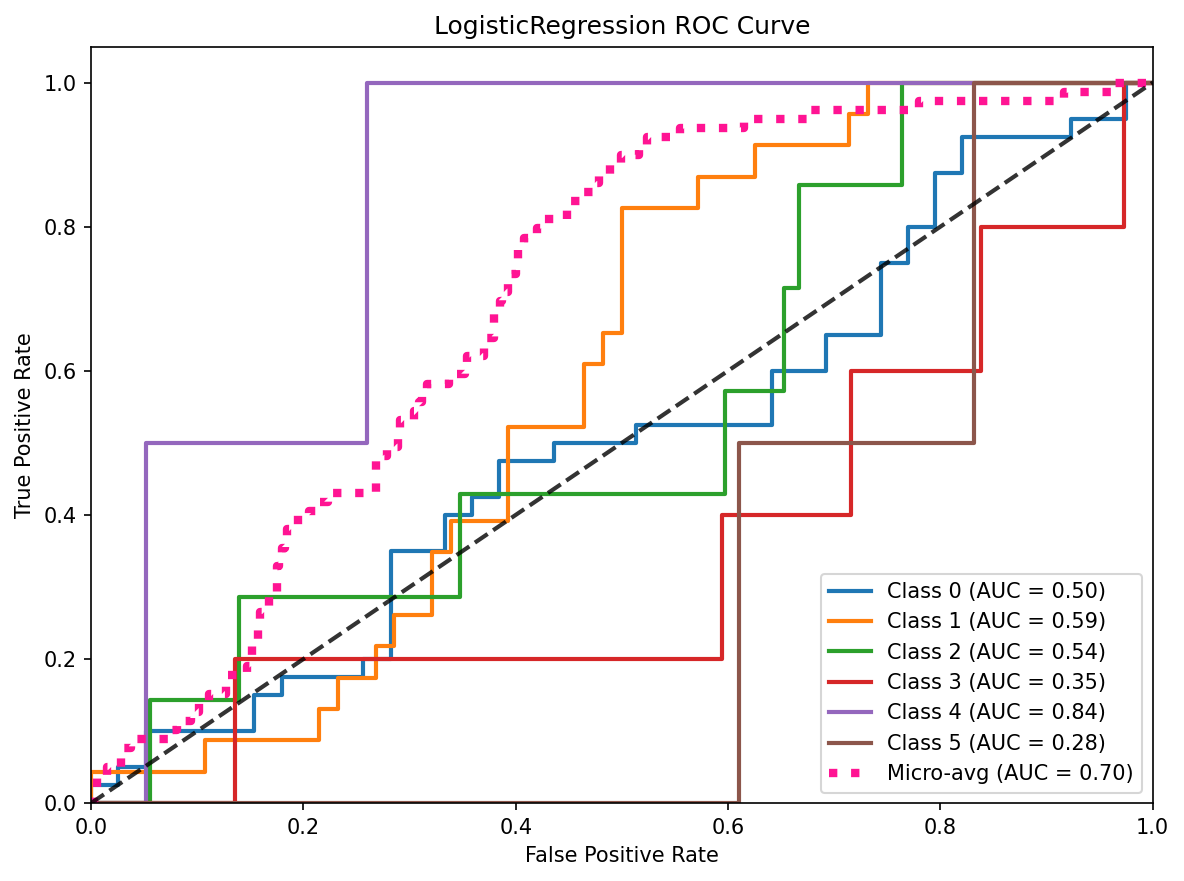 LogisticRegression ROC Curve
True Positive Rate
1.0
0.8
0.6
0.4
0.2
0.0
0.0 0.2 0.4 0.6 0.8 1.0
False Positive Rate
Class 0 (AUC = 0.50)
Class 1 (AUC = 0.59)
Class 2 (AUC = 0.54)
Class 3 (AUC = 0.35)
Class 4 (AUC = 0.84)
Class 5 (AUC = 0.28)
Micro-avg (AUC = 0.70)